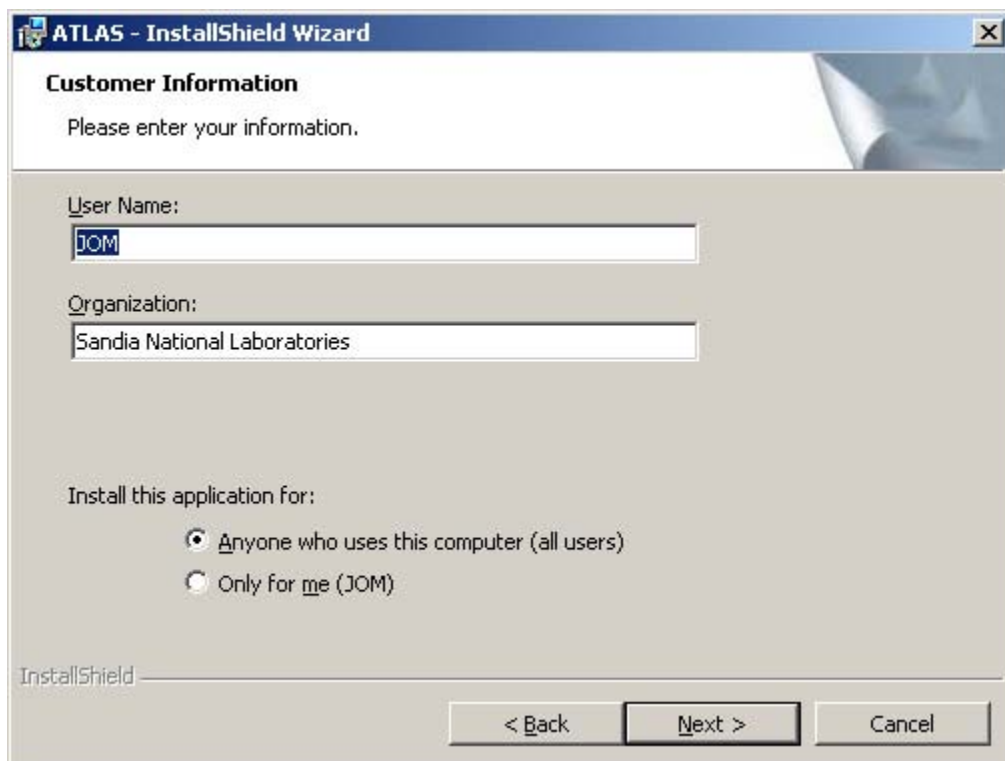 ATLAS - InstallShield Wizard
Customer Information
Please enter your information.
User Name:
JOM
Organization:
Sandia National Laboratories
Install this application for:
Anyone who uses this computer (all users)
Only for me (JOM)
InstallShield
< Back Next > Cancel